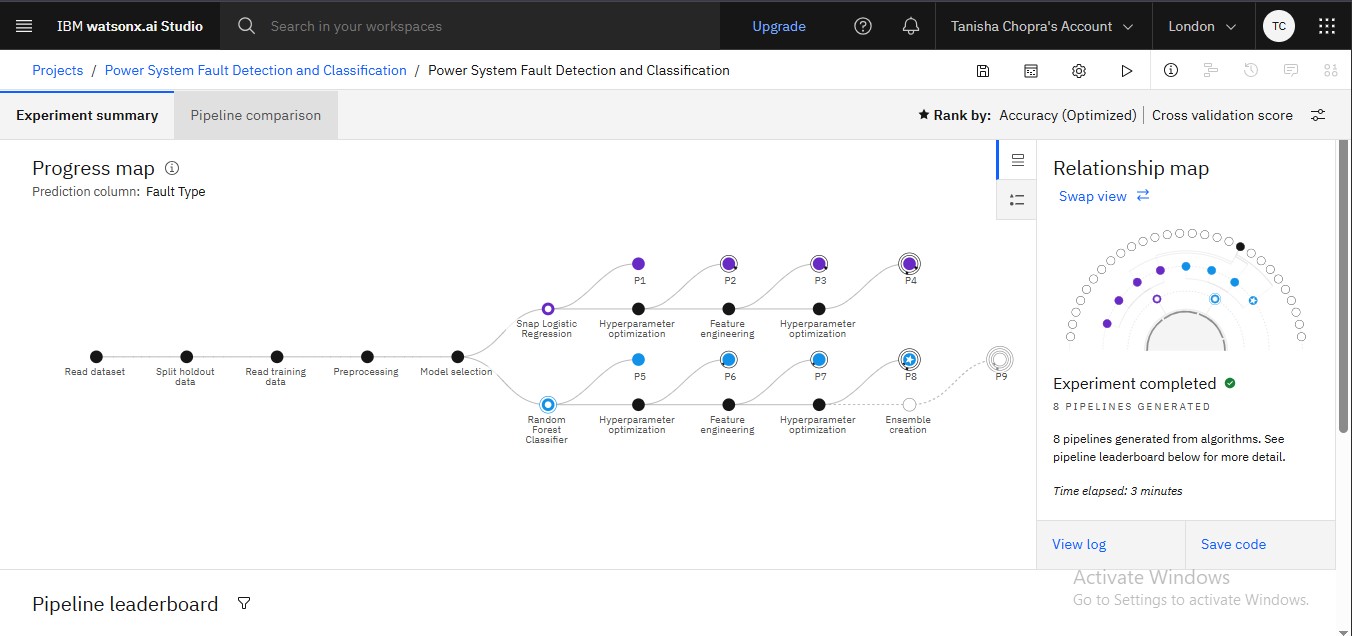 IBM watsonx.ai Studio
Search in your workspaces
Upgrade
Tanisha Chopra's Account
London
TC
Projects / Power System Fault Detection and Classification / Power System Fault Detection and Classification
Experiment summary
Pipeline comparison
Rank by: Accuracy (Optimized) | Cross validation score
Progress map
Prediction column: Fault Type
P1
P2
P3
P4
Snap Logistic
Regression
Hyperparameter
optimization
Feature
engineering
Hyperparameter
optimization
Read dataset
Split holdout
data
Read training
data
Preprocessing
Model selection
P5
P6
P7
P8
P9
Random
Forest
Classifier
Hyperparameter
optimization
Feature
engineering
Hyperparameter
optimization
Ensemble
creation
Relationship map
Swap view
Experiment completed
8 PIPELINES GENERATED
8 pipelines generated from algorithms. See
pipeline leaderboard below for more detail.
Time elapsed: 3 minutes
View log
Save code
Activate Windows
Go to Settings to activate Windows.
Pipeline leaderboard